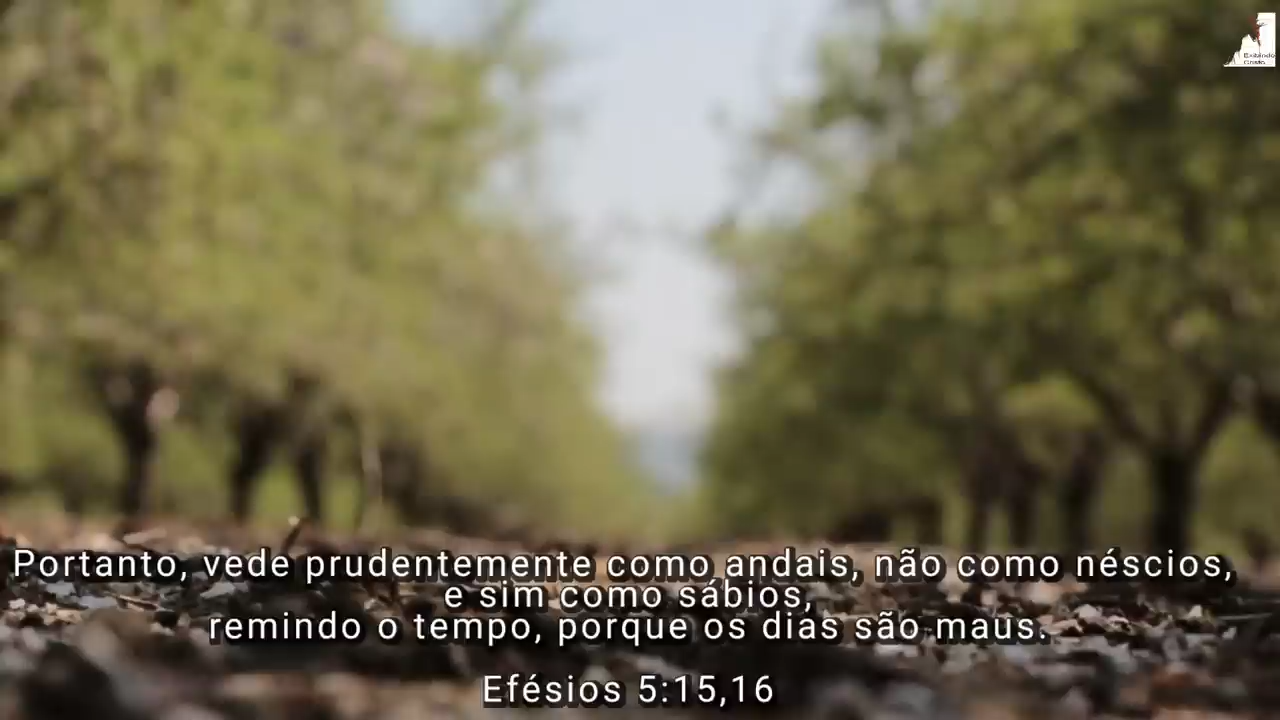 Portanto, vede prudentemente como andais, não como néscios,
e sim como sábios,
remindo o tempo, porque os dias são maus.
Efésios 5:15,16